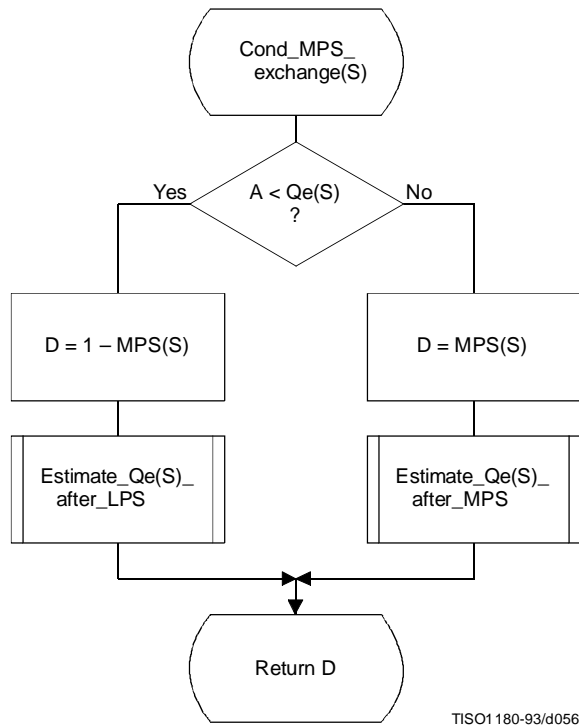 Cond_MPS_
exchange(S)
A < Qe(S)
?
Yes
No
D = 1 – MPS(S)
D = MPS(S)
Estimate_Qe(S)_
after_LPS
Estimate_Qe(S)_
after_MPS
Return D
TISO1180-93/d056